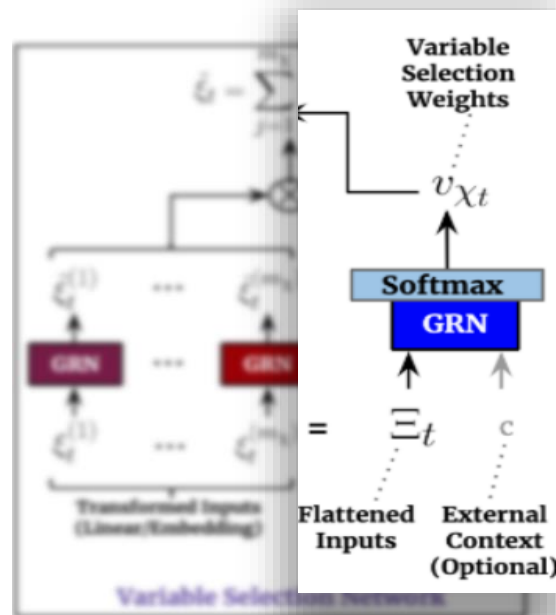 Variable
Selection
Weights
v_{χ_t}
Softmax
GRN
GRN ... GRN
= Ξ_t c
Flattened External
Inputs Context
(Optional)
Transformed Inputs
(Linear/Embedding)
Variable Selection Network